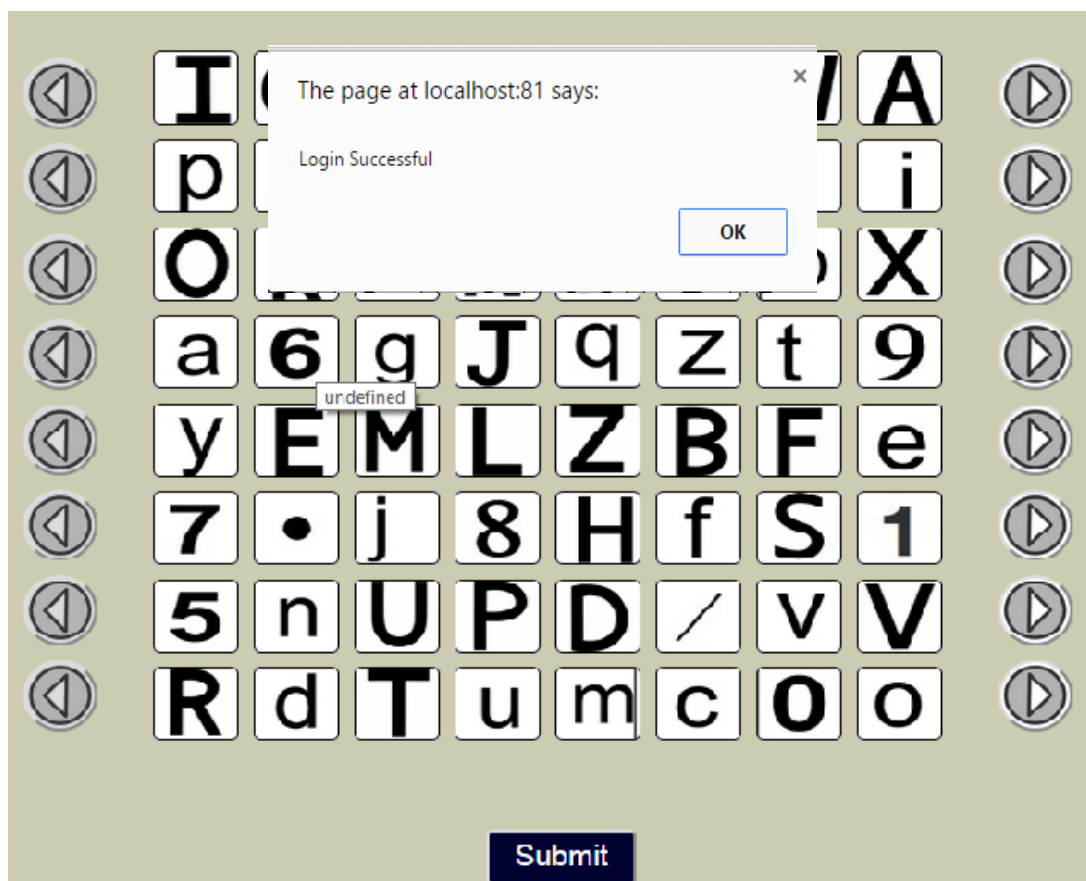 I A
The page at localhost:81 says:
Login Successful
p i
OK
O X
a 6 g J q z t 9
undefined
y E M L Z B F e
7 • j 8 H f S 1
5 n U P D / v V
R d T u m c 0 o
Submit